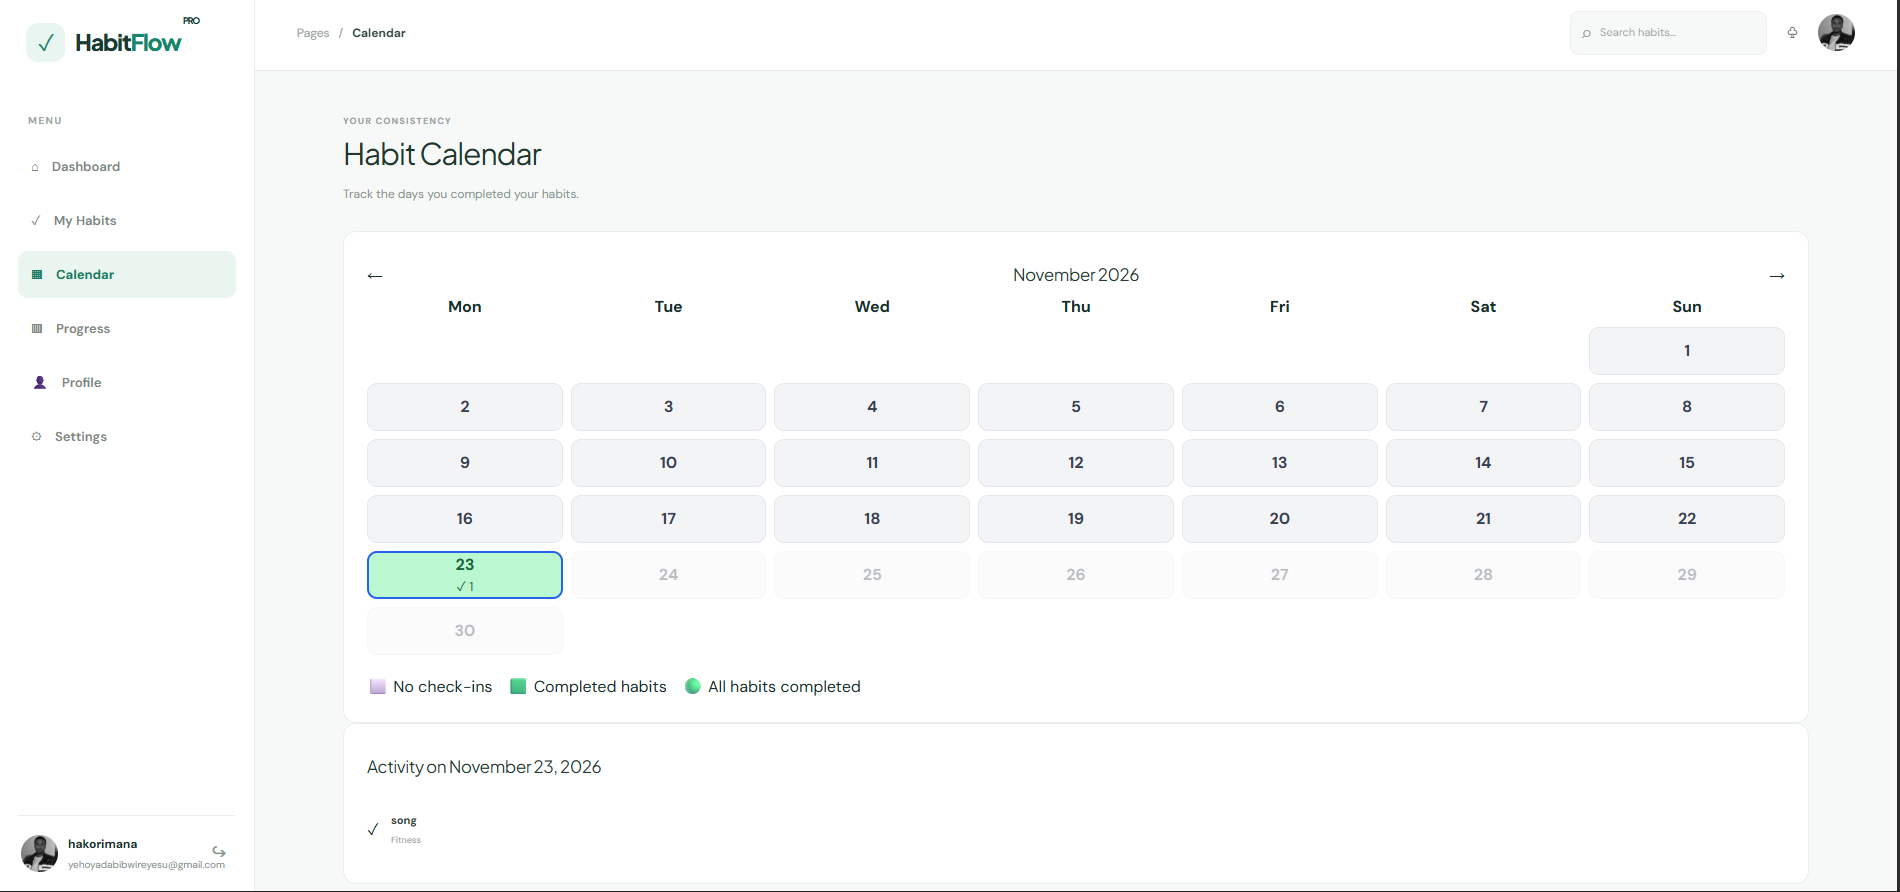 HabitFlow PRO
MENU
Dashboard
My Habits
Calendar
Progress
Profile
Settings
hakorimana
yehoyadabibwireyesu@gmail.com
Pages / Calendar
Search habits...
YOUR CONSISTENCY
Habit Calendar
Track the days you completed your habits.
← November 2026 →
Mon Tue Wed Thu Fri Sat Sun
1
2 3 4 5 6 7 8
9 10 11 12 13 14 15
16 17 18 19 20 21 22
23 24 25 26 27 28 29
✓ 1
30
No check-ins Completed habits All habits completed
Activity on November 23, 2026
✓ song
Fitness